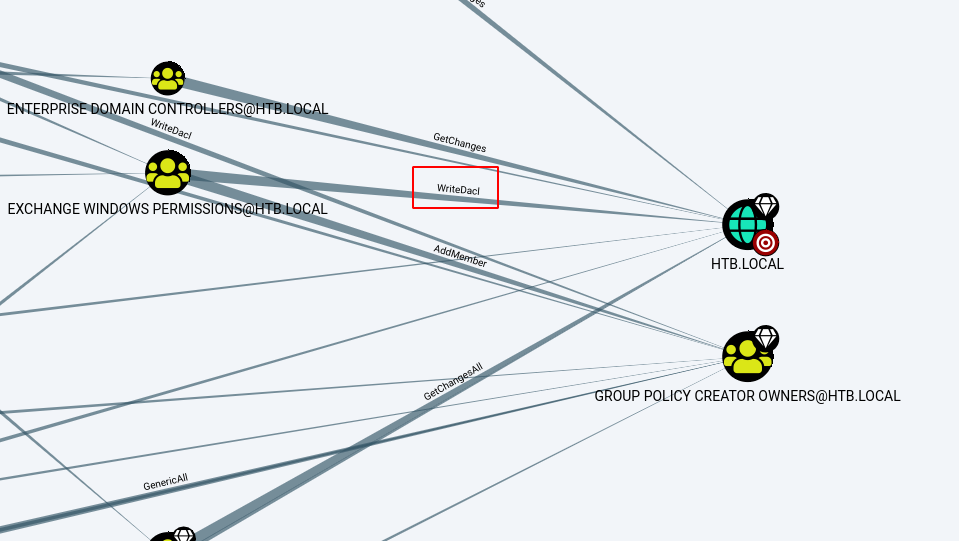 ENTERPRISE DOMAIN CONTROLLERS@HTB.LOCAL
WriteDacl
GetChanges
WriteDacl
EXCHANGE WINDOWS PERMISSIONS@HTB.LOCAL
AddMember
HTB.LOCAL
GetChangesAll
GROUP POLICY CREATOR OWNERS@HTB.LOCAL
GenericAll